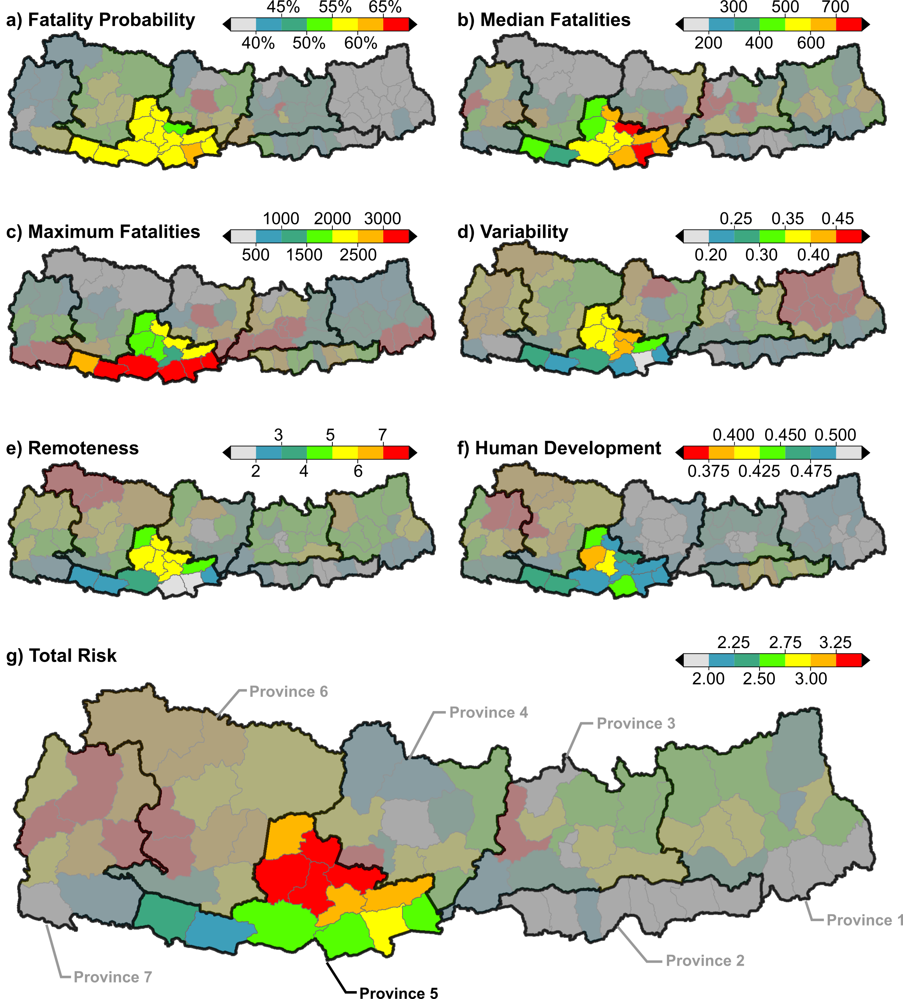 a) Fatality Probability
45% 55% 65%
40% 50% 60%
b) Median Fatalities
300 500 700
200 400 600
c) Maximum Fatalities
1000 2000 3000
500 1500 2500
d) Variability
0.25 0.35 0.45
0.20 0.30 0.40
e) Remoteness
3 5 7
2 4 6
f) Human Development
0.400 0.450 0.500
0.375 0.425 0.475
g) Total Risk
2.25 2.75 3.25
2.00 2.50 3.00
Province 6
Province 4
Province 3
Province 1
Province 2
Province 7
Province 5